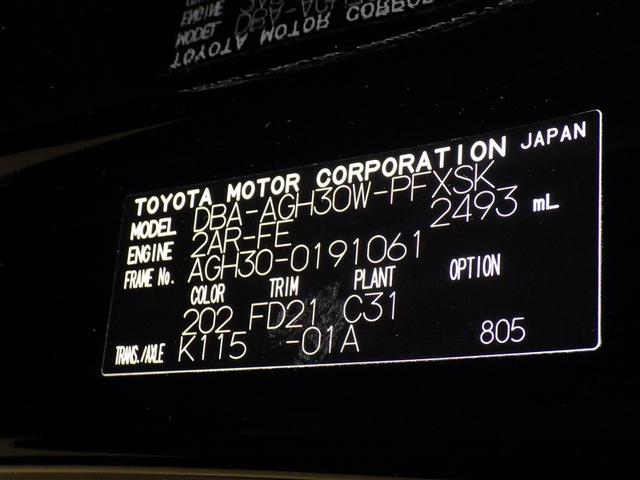 TOYOTA MOTOR CORPORATION JAPAN
MODEL DBA-AGH30W-PFXSK
ENGINE 2AR-FE 2493 mL
FRAME No. AGH30-0191061
COLOR TRIM PLANT OPTION
202 FD21 C31
TRANS./AXLE K115 -01A 805